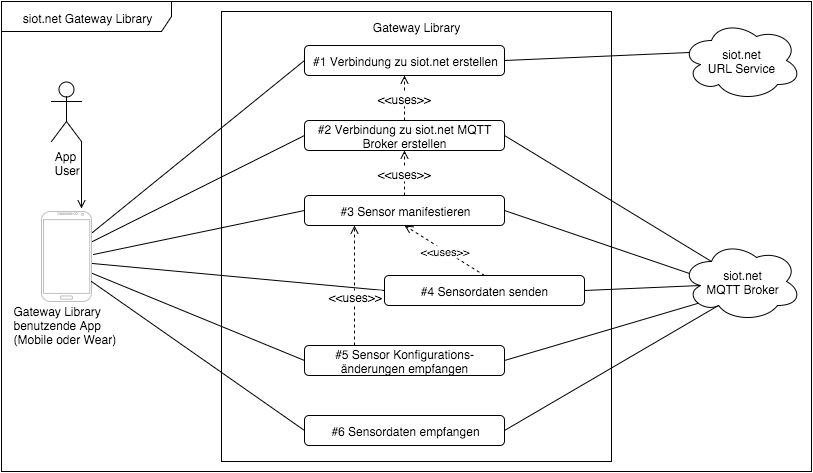 siot.net Gateway Library
Gateway Library
#1 Verbindung zu siot.net erstellen
siot.net
URL Service
<<uses>>
#2 Verbindung zu siot.net MQTT
Broker erstellen
App
User
<<uses>>
#3 Sensor manifestieren
<<uses>>
siot.net
MQTT Broker
#4 Sensordaten senden
<<uses>>
Gateway Library
benutzende App
(Mobile oder Wear)
#5 Sensor Konfigurations-
änderungen empfangen
#6 Sensordaten empfangen